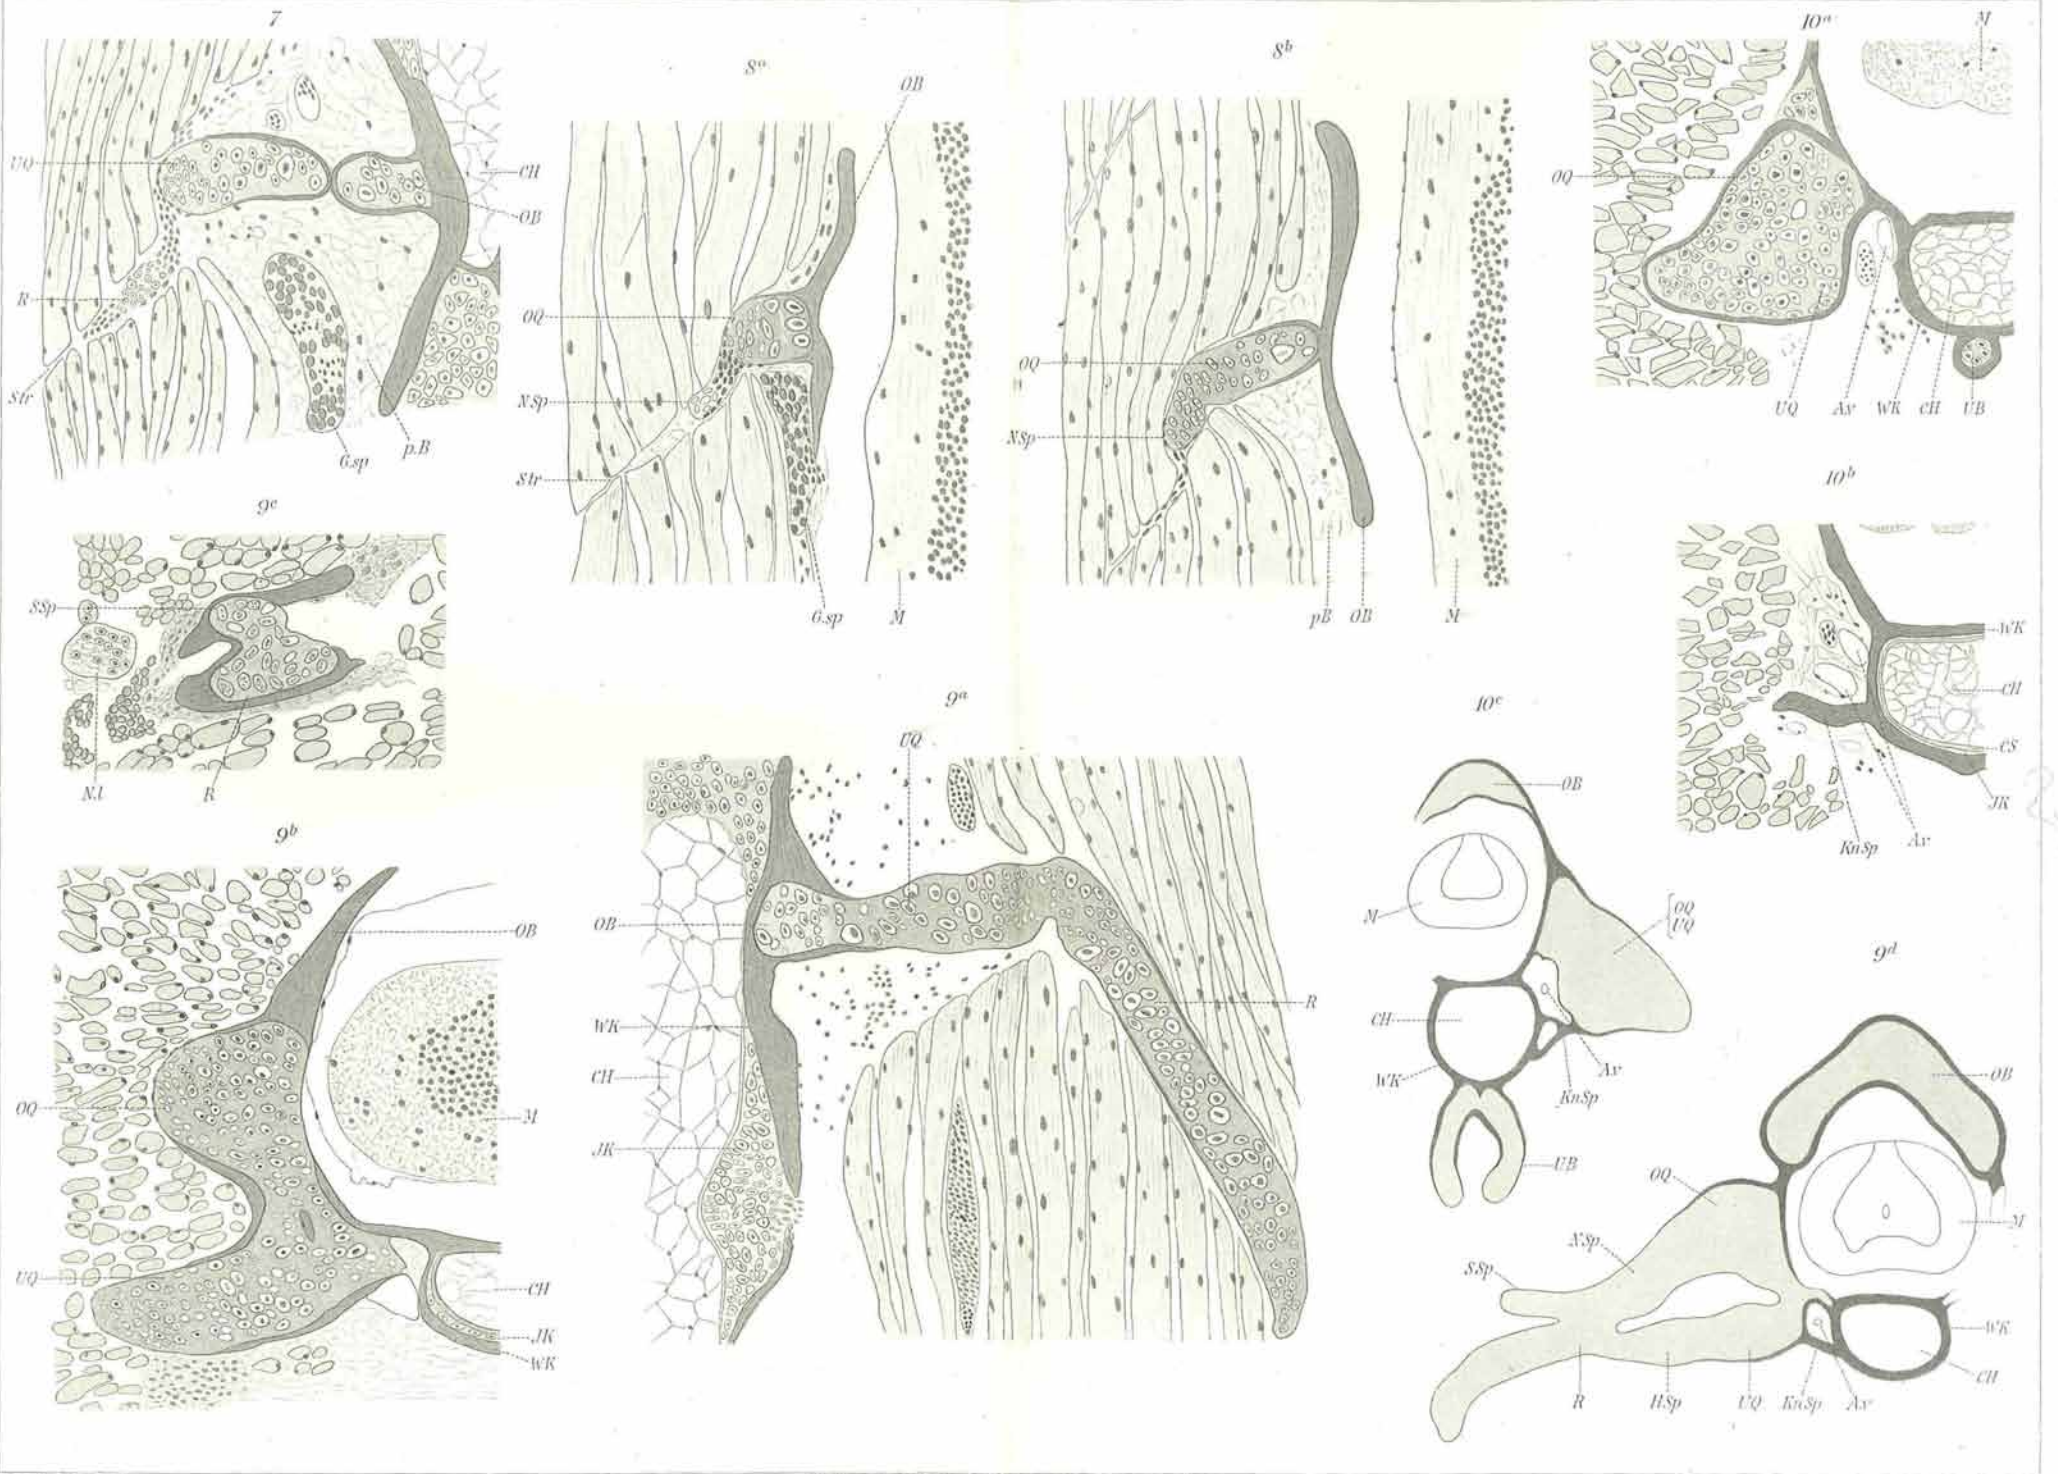 7
UQ
CH
OB
R
Str
G.sp
p.B
8a
OB
OQ
N.Sp
Str
G.sp
M
8b
OQ
N.Sp
pB
OB
M
10a
M
OQ
UQ
Av
WK
CH
UB
9c
SSp
N.l
R
10b
WK
CH
CS
JK
KnSp
Av
9b
OB
OQ
M
UQ
CH
JK
WK
9a
UQ
OB
WK
CH
JK
R
10c
OB
M
OQ
UQ
CH
WK
Av
KnSp
UB
9d
OB
OQ
M
NSp
SSp
WK
CH
R
HSp
UQ
KnSp
Av